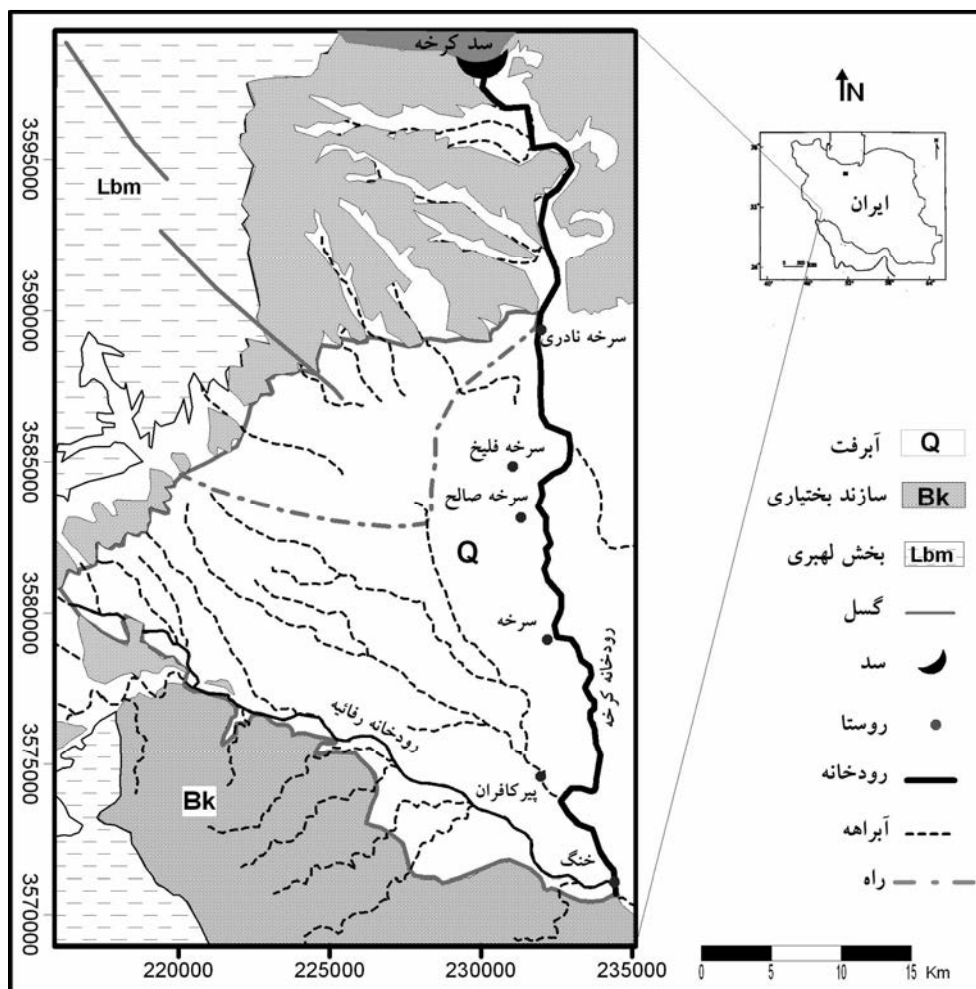 سد کرخه
N
Lbm
ایران
سرخه نادری
سرخه فلیخ
سرخه صالح
Q
سرخه
رودخانه کرخه
رودخانه رفائیه
پیرکافران
Bk
خنگ
3595000
3590000
3585000
3580000
3575000
3570000
220000
225000
230000
235000
آبرفت
Q
سازند بختیاری
Bk
بخش لهبری
Lbm
گسل
سد
روستا
رودخانه
آبراهه
راه
0
5
10
15
Km